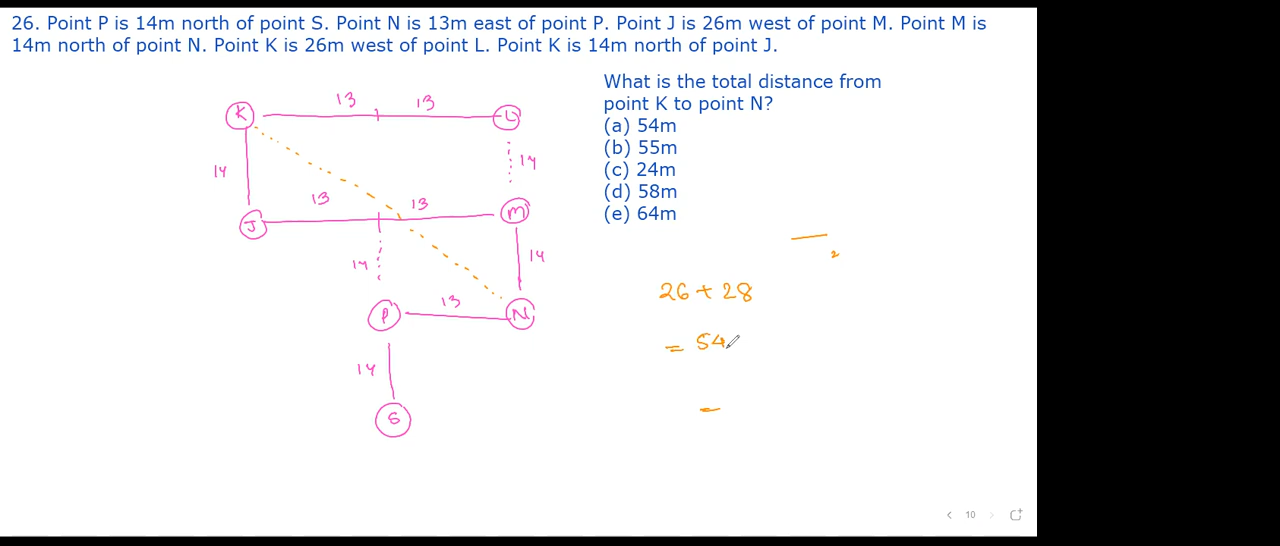 26. Point P is 14m north of point S. Point N is 13m east of point P. Point J is 26m west of point M. Point M is
14m north of point N. Point K is 26m west of point L. Point K is 14m north of point J.
What is the total distance from
point K to point N?
(a) 54m
(b) 55m
(c) 24m
(d) 58m
(e) 64m
K 13 13 L
14 14
J 13 13 M
14 14
P 13 N
14
S
2
26 + 28
= 54
10